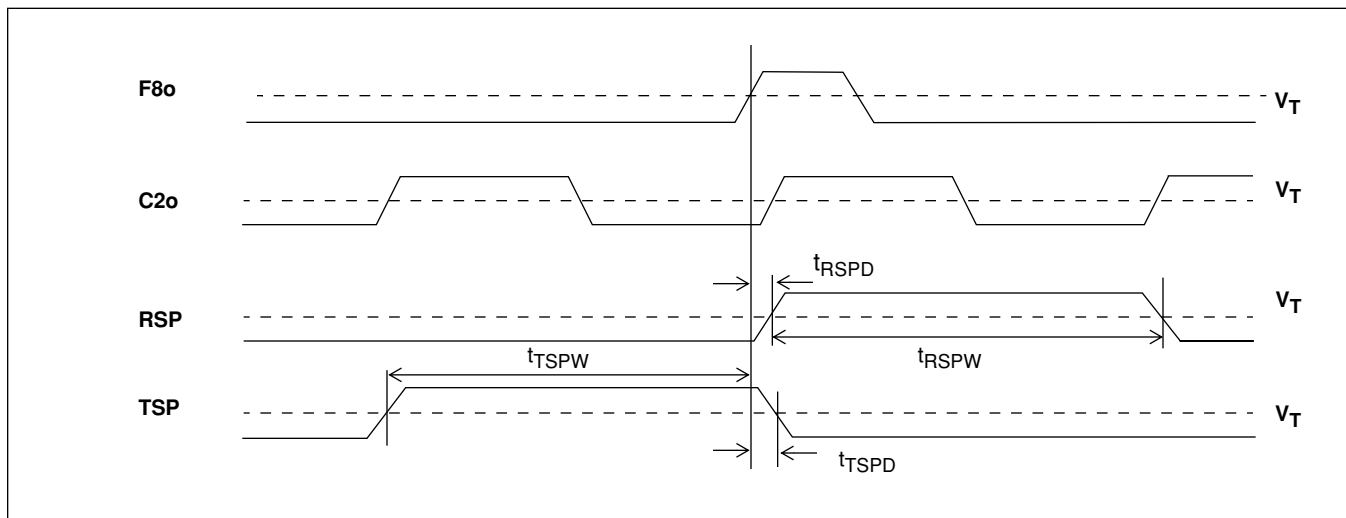 F8o
V_T
C2o
V_T
t_RSPD
RSP
V_T
t_TSPW
t_RSPW
TSP
V_T
t_TSPD